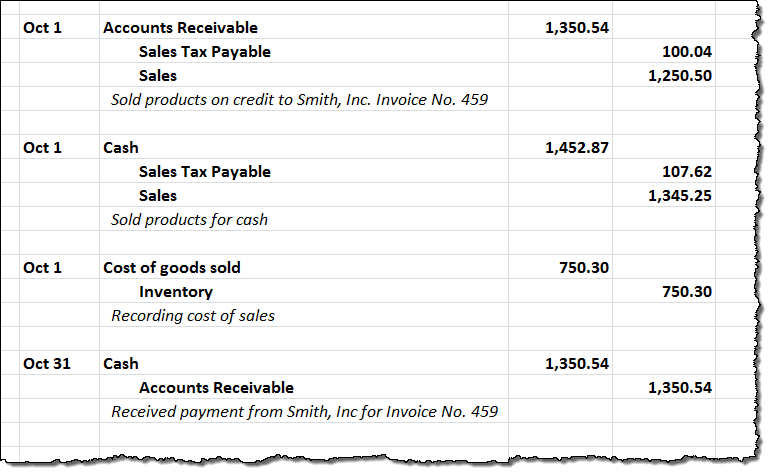 Oct 1 Accounts Receivable 1,350.54
Sales Tax Payable 100.04
Sales 1,250.50
Sold products on credit to Smith, Inc. Invoice No. 459
Oct 1 Cash 1,452.87
Sales Tax Payable 107.62
Sales 1,345.25
Sold products for cash
Oct 1 Cost of goods sold 750.30
Inventory 750.30
Recording cost of sales
Oct 31 Cash 1,350.54
Accounts Receivable 1,350.54
Received payment from Smith, Inc for Invoice No. 459